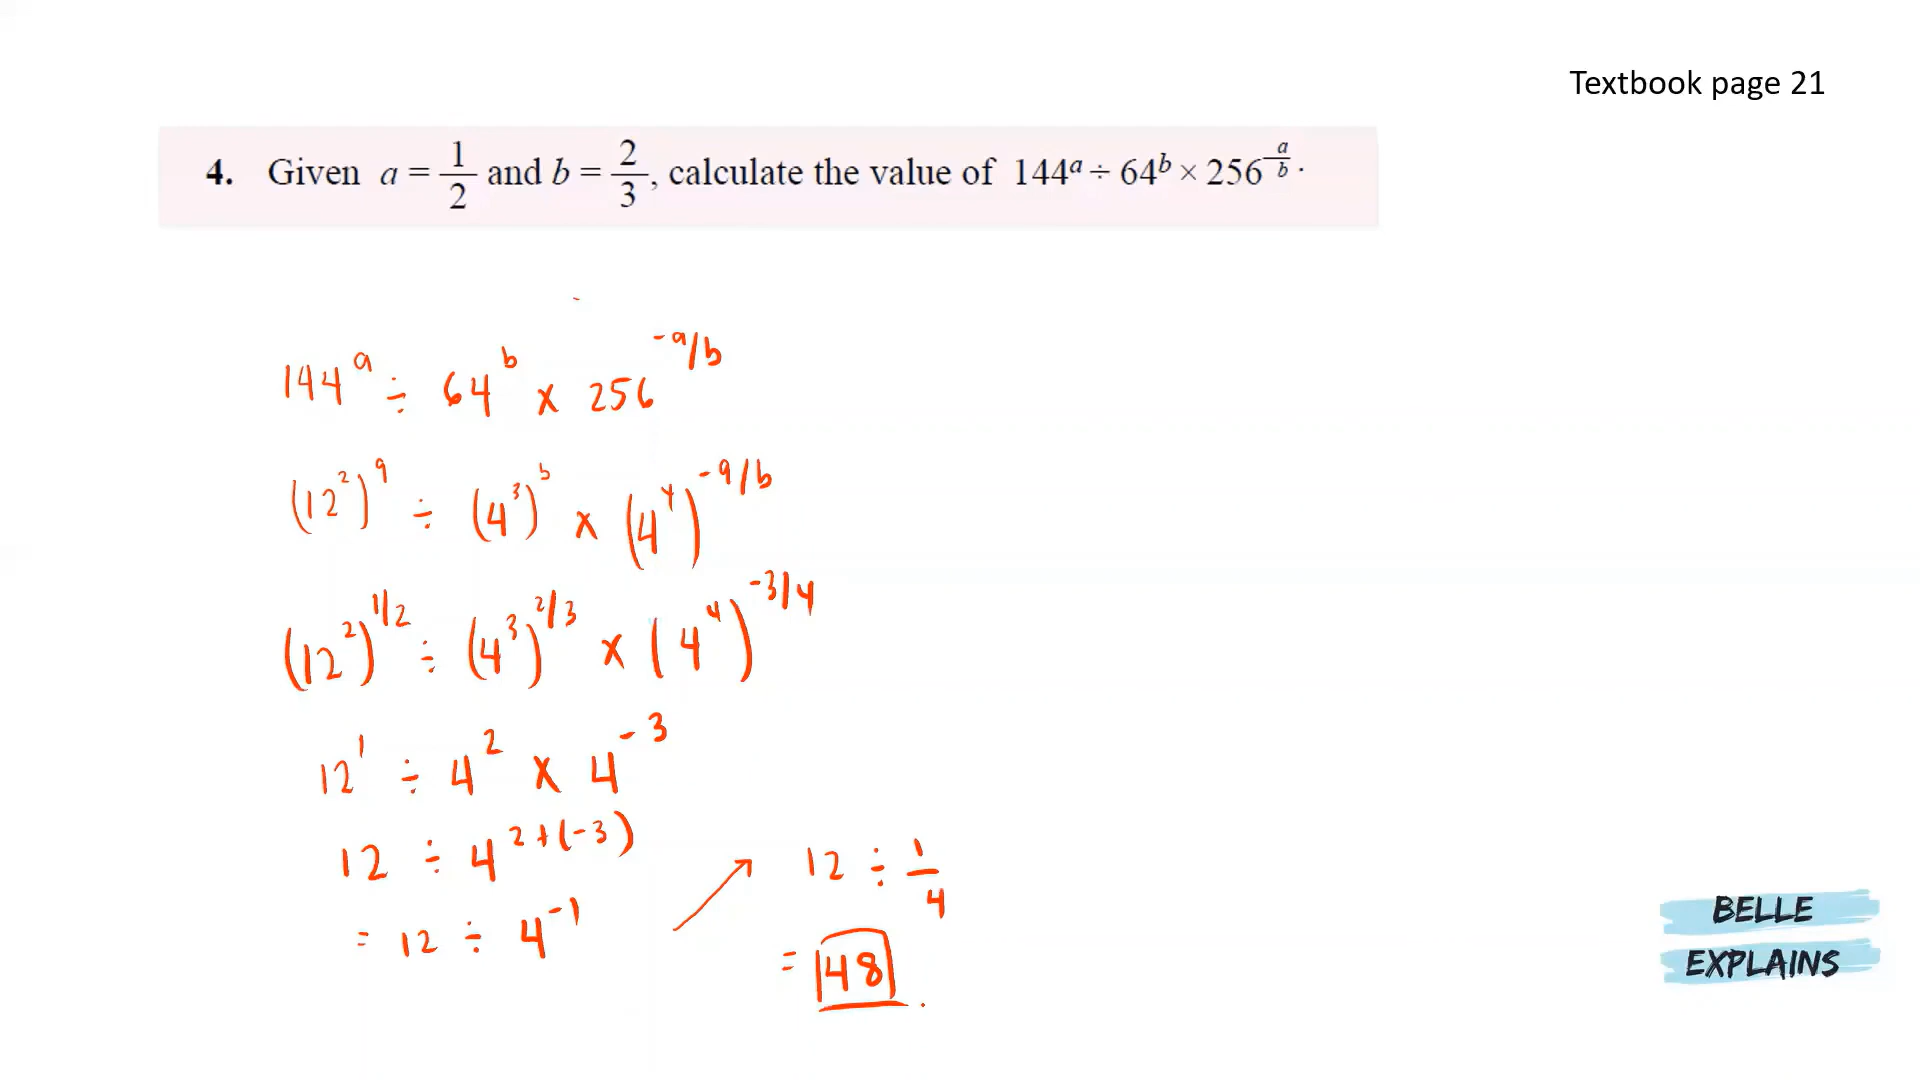 Textbook page 21
4. Given a = 1/2 and b = 2/3, calculate the value of 144^a ÷ 64^b × 256^(-a/b).
144^a ÷ 64^b × 256^(-a/b)
(12^2)^a ÷ (4^3)^b × (4^4)^(-a/b)
(12^2)^(1/2) ÷ (4^3)^(2/3) × (4^4)^(-3/4)
12^1 ÷ 4^2 × 4^(-3)
12 ÷ 4^(2+(-3))
= 12 ÷ 4^(-1)
12 ÷ 1/4
= 48
BELLE
EXPLAINS